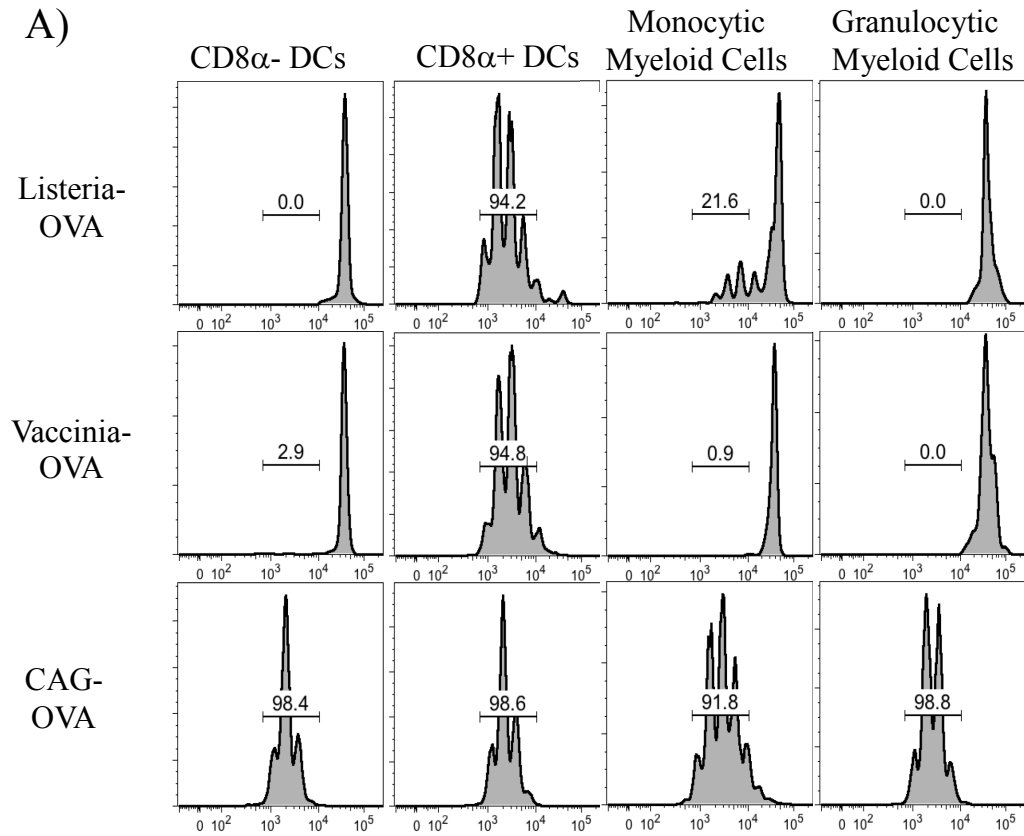 A)
CD8α- DCs
CD8α+ DCs
Monocytic
Myeloid Cells
Granulocytic
Myeloid Cells
Listeria-
OVA
0.0
94.2
21.6
0.0
0 10² 10³ 10⁴ 10⁵
0 10² 10³ 10⁴ 10⁵
0 10² 10³ 10⁴ 10⁵
0 10² 10³ 10⁴ 10⁵
Vaccinia-
OVA
2.9
94.8
0.9
0.0
0 10² 10³ 10⁴ 10⁵
0 10² 10³ 10⁴ 10⁵
0 10² 10³ 10⁴ 10⁵
0 10² 10³ 10⁴ 10⁵
CAG-
OVA
98.4
98.6
91.8
98.8
0 10² 10³ 10⁴ 10⁵
0 10² 10³ 10⁴ 10⁵
0 10² 10³ 10⁴ 10⁵
0 10² 10³ 10⁴ 10⁵